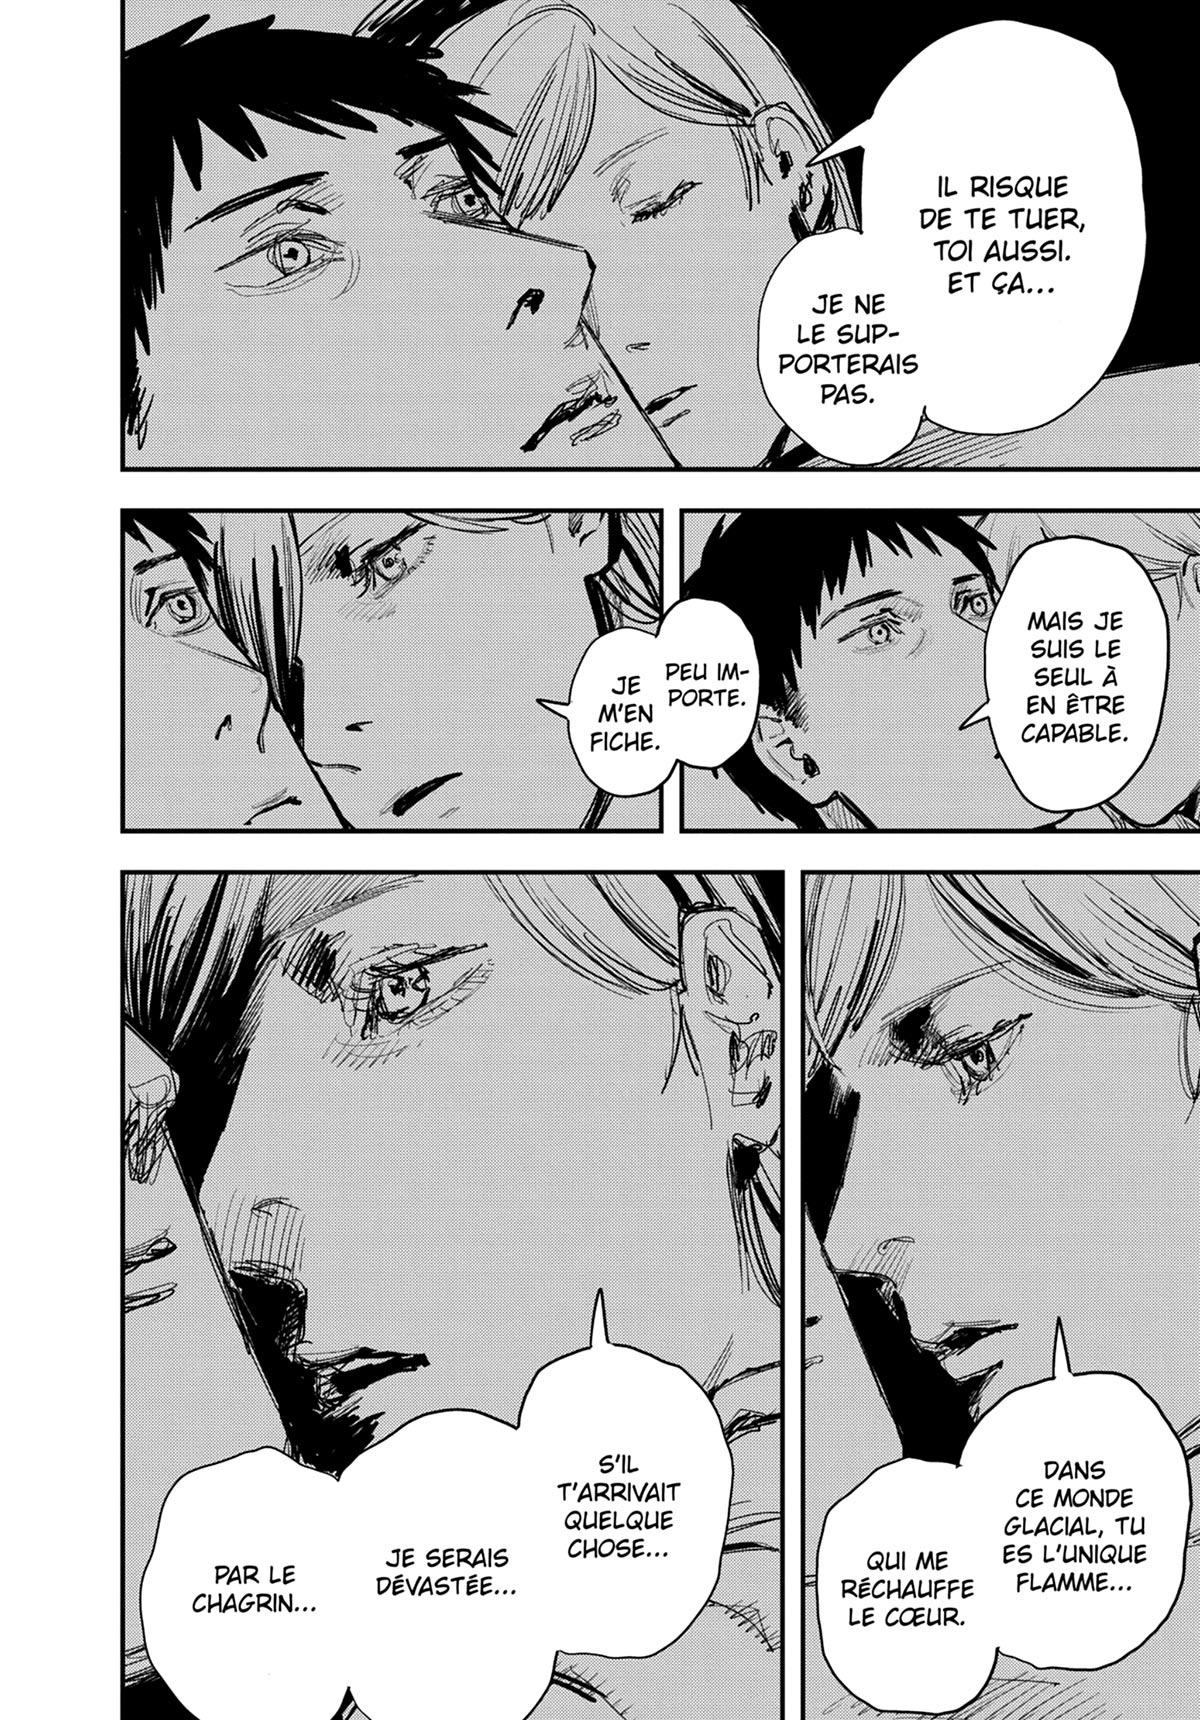 IL RISQUE
DE TE TUER,
TOI AUSSI.
ET ÇA...
JE NE
LE SUP-
PORTERAIS
PAS.
MAIS JE
SUIS LE
SEUL À
EN ÊTRE
CAPABLE.
PEU IM-
PORTE.
JE
M'EN
FICHE.
DANS
CE MONDE
GLACIAL, TU
ES L'UNIQUE
FLAMME...
QUI ME
RÉCHAUFFE
LE CŒUR.
S'IL
T'ARRIVAIT
QUELQUE
CHOSE...
JE SERAIS
DÉVASTÉE...
PAR LE
CHAGRIN...